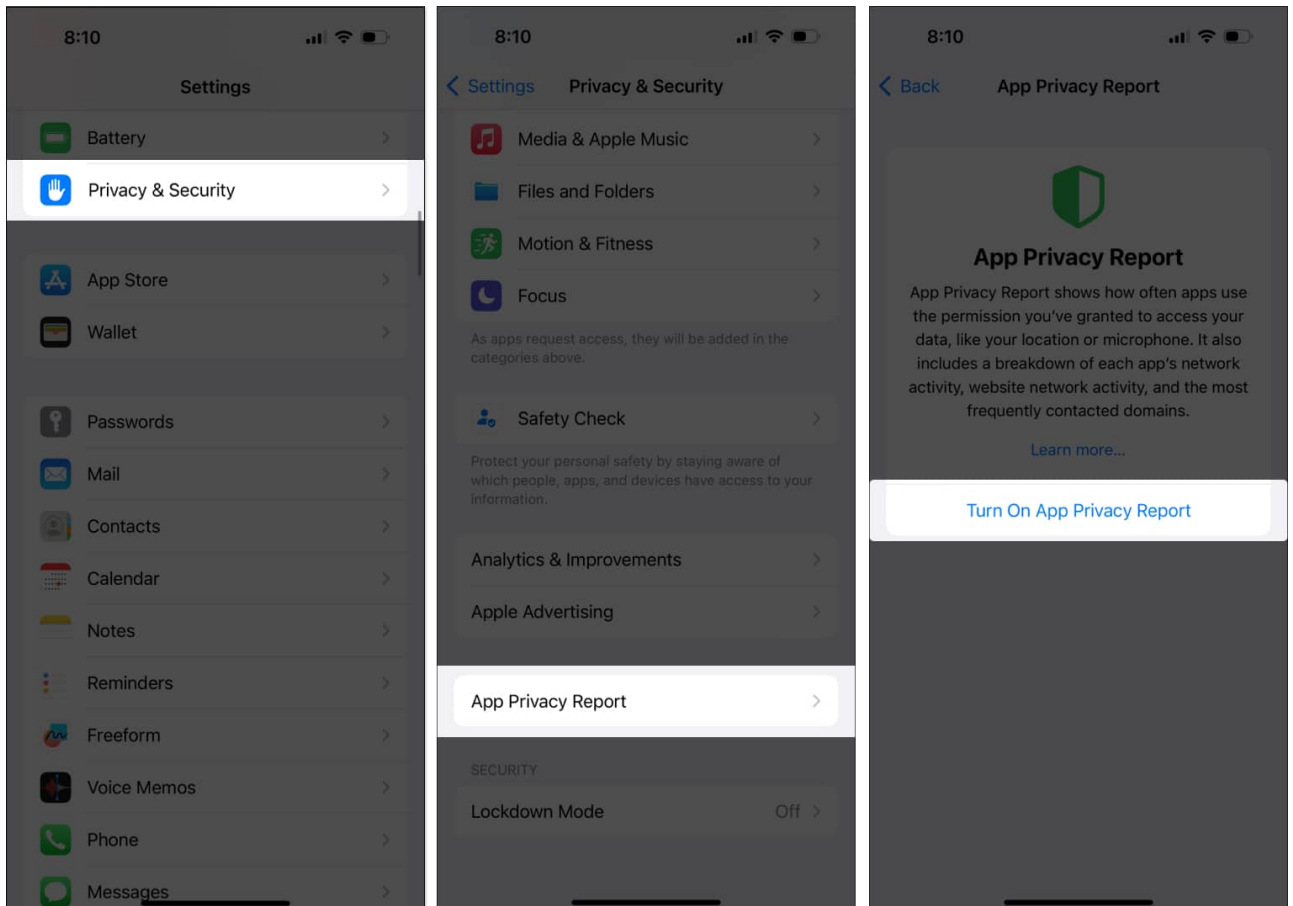 8:10
Settings
Battery
Privacy & Security
App Store
Wallet
Passwords
Mail
Contacts
Calendar
Notes
Reminders
Freeform
Voice Memos
Phone
Messages
8:10
Settings
Privacy & Security
Media & Apple Music
Files and Folders
Motion & Fitness
Focus
As apps request access, they will be added in the
categories above.
Safety Check
Protect your personal safety by staying aware of
which people, apps, and devices have access to your
information.
Analytics & Improvements
Apple Advertising
App Privacy Report
SECURITY
Lockdown Mode Off
8:10
Back
App Privacy Report
App Privacy Report
App Privacy Report shows how often apps use
the permission you’ve granted to access your
data, like your location or microphone. It also
includes a breakdown of each app’s network
activity, website network activity, and the most
frequently contacted domains.
Learn more...
Turn On App Privacy Report